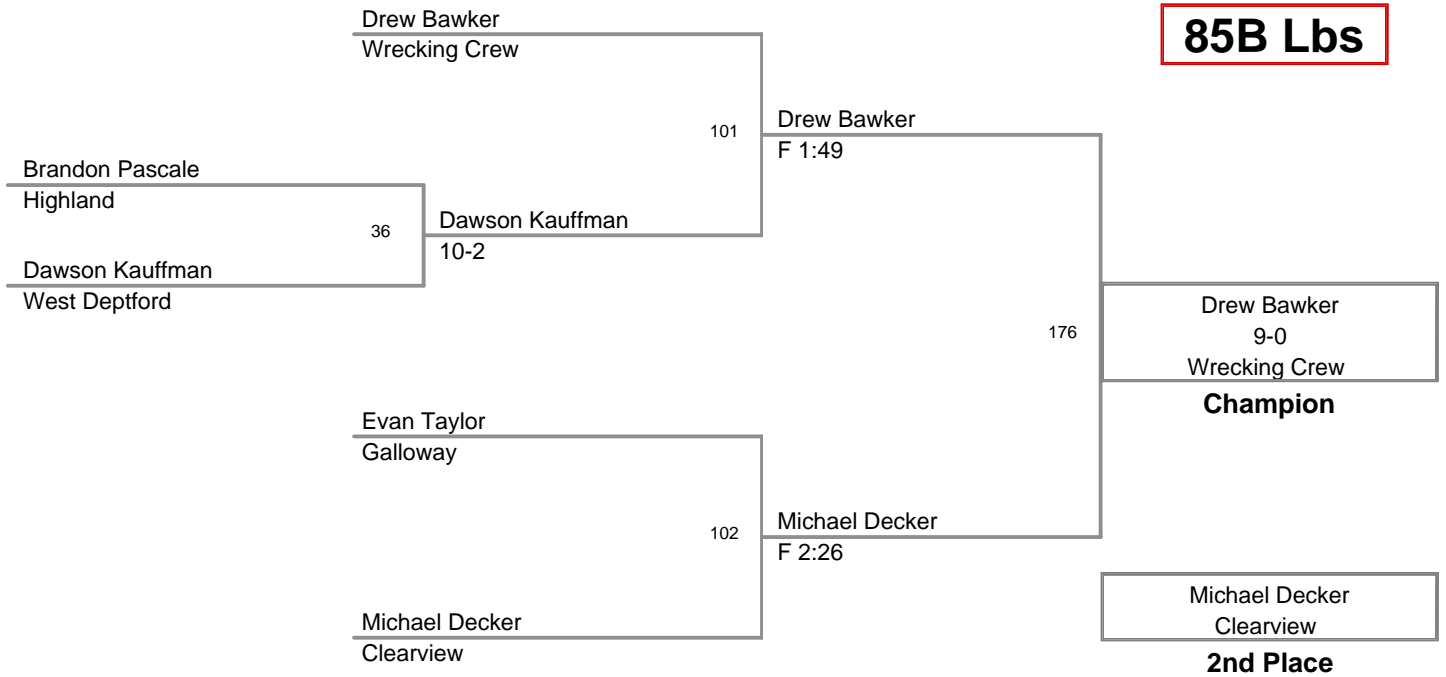 Drew Bawker
Wrecking Crew
85B Lbs
101
Drew Bawker
F 1:49
Brandon Pascale
Highland
36
Dawson Kauffman
10-2
Dawson Kauffman
West Deptford
176
Drew Bawker
9-0
Wrecking Crew
Champion
Evan Taylor
Galloway
102
Michael Decker
F 2:26
Michael Decker
Clearview
Michael Decker
Clearview
2nd Place